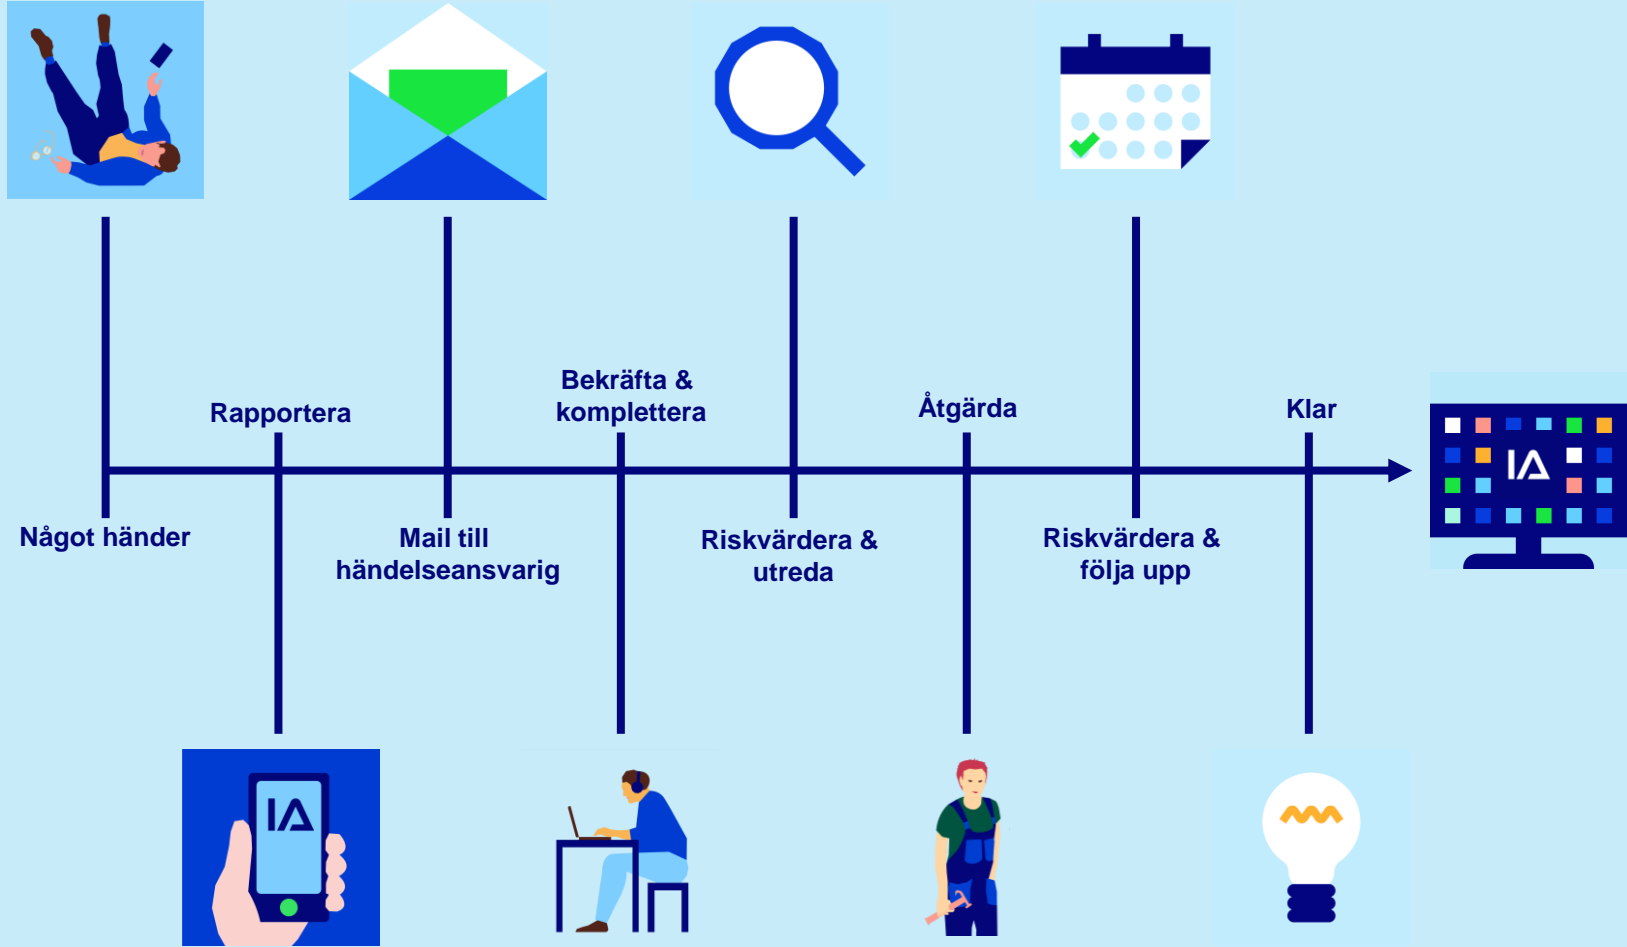 Något händer
Rapportera
Mail till
händelseansvarig
Bekräfta &
komplettera
Riskvärdera &
utreda
Åtgärda
Riskvärdera &
följa upp
Klar
IA
IA